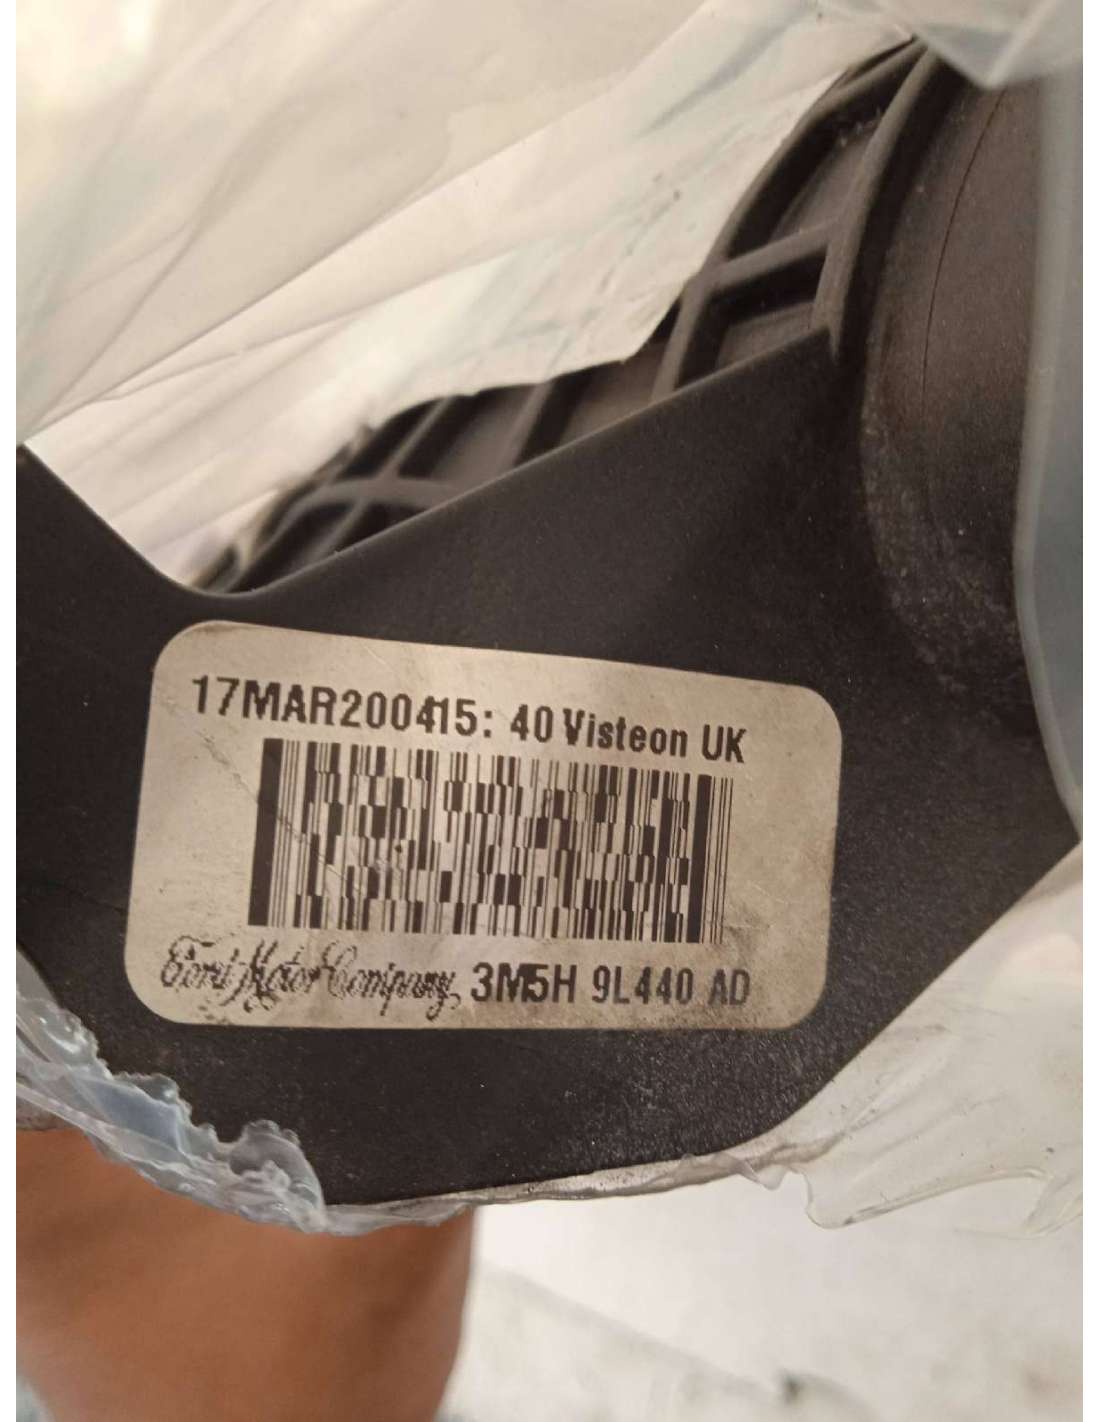 17MAR200415: 40 Visteon UK
Ford Motor Company, 3M5H 9L440 AD